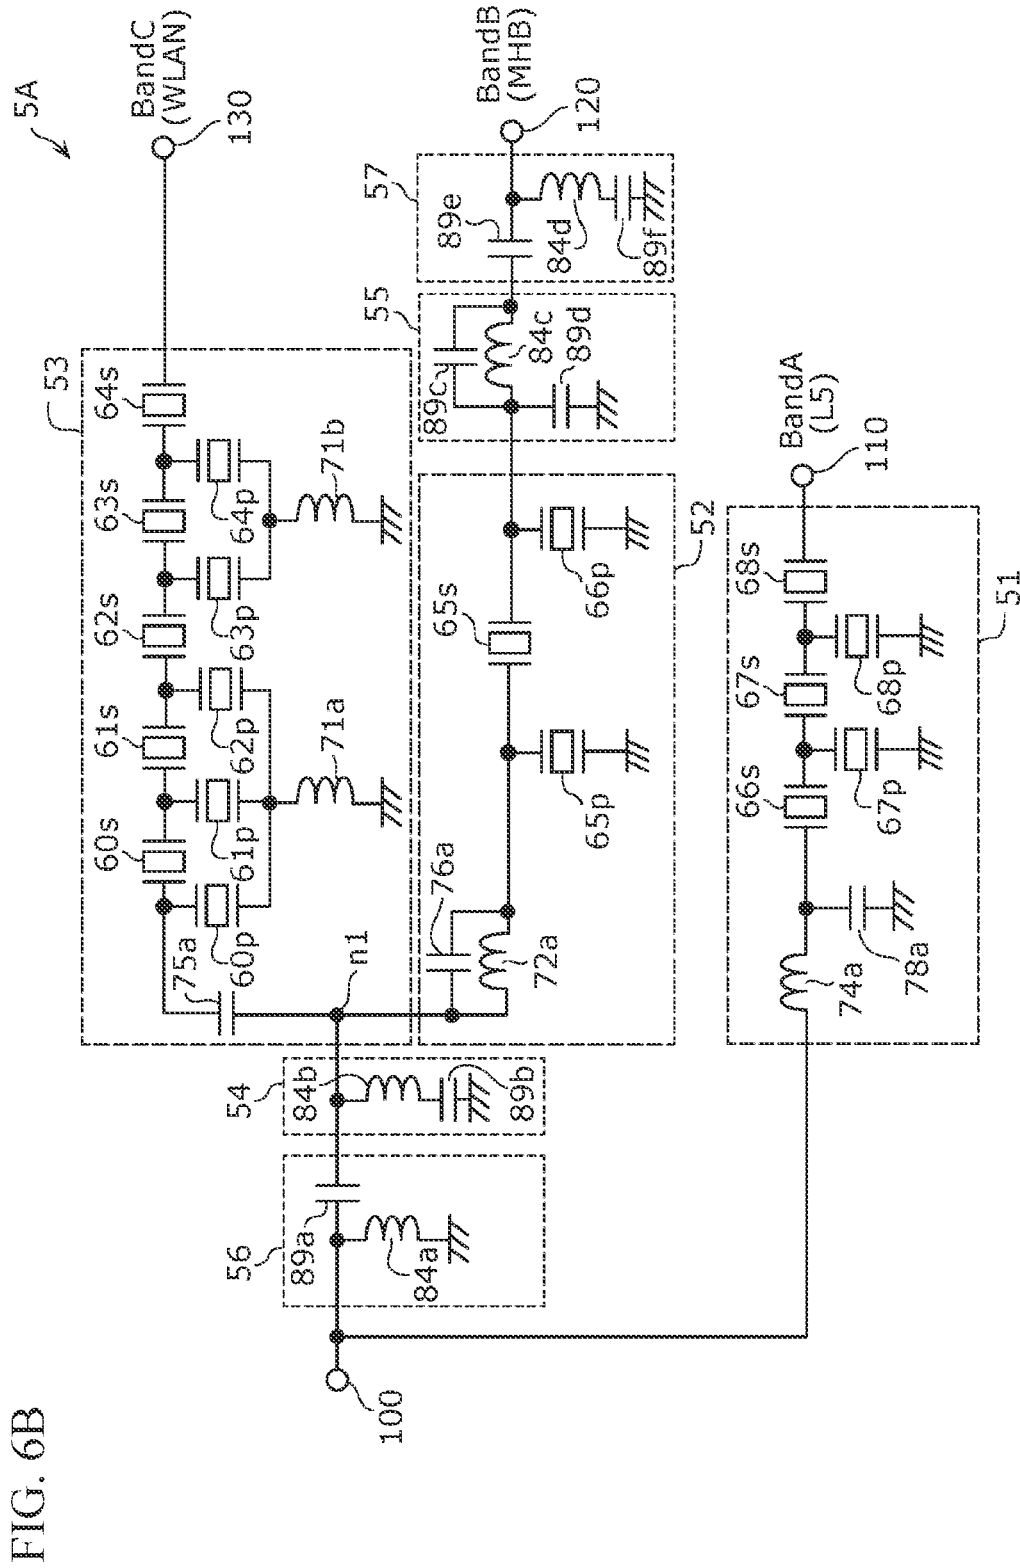 FIG. 6B
5A
53
60s
61s
62s
63s
64s
BandC
(WLAN)
130
75a
60p
61p
62p
63p
64p
71a
71b
n1
54
84b
89b
56
89a
84a
100
76a
72a
65s
65p
66p
52
55
89c
84c
89d
57
89e
84d
89f
BandB
(MHB)
120
66s
67s
68s
BandA
(L5)
110
74a
78a
67p
68p
51